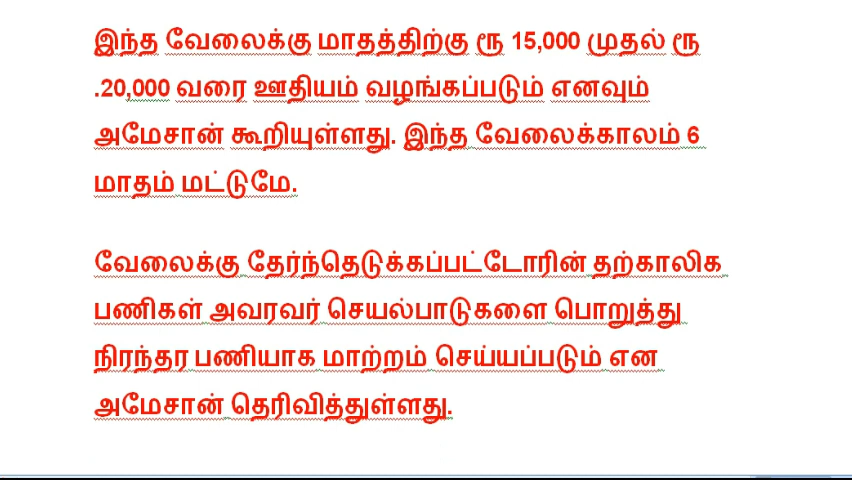 இந்த வேலைக்கு மாதத்திற்கு ரூ 15,000 முதல் ரூ
.20,000 வரை ஊதியம் வழங்கப்படும் எனவும்
அமேசான் கூறியுள்ளது. இந்த வேலைக்காலம் 6
மாதம் மட்டுமே.
வேலைக்கு தேர்ந்தெடுக்கப்பட்டோரின் தற்காலிக
பணிகள் அவரவர் செயல்பாடுகளை பொறுத்து
நிரந்தர பணியாக மாற்றம் செய்யப்படும் என
அமேசான் தெரிவித்துள்ளது.